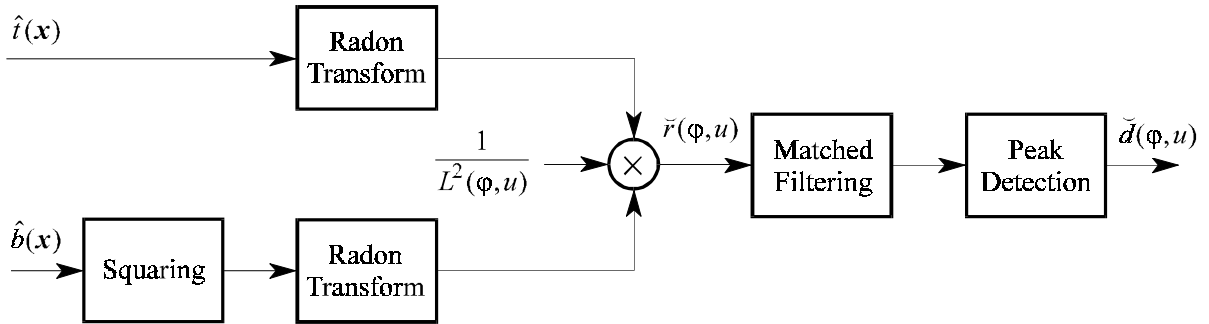 t̂(x)
Radon
Transform
1
L²(φ,u)
×
r̆(φ,u)
Matched
Filtering
Peak
Detection
d̆(φ,u)
b̂(x)
Squaring
Radon
Transform